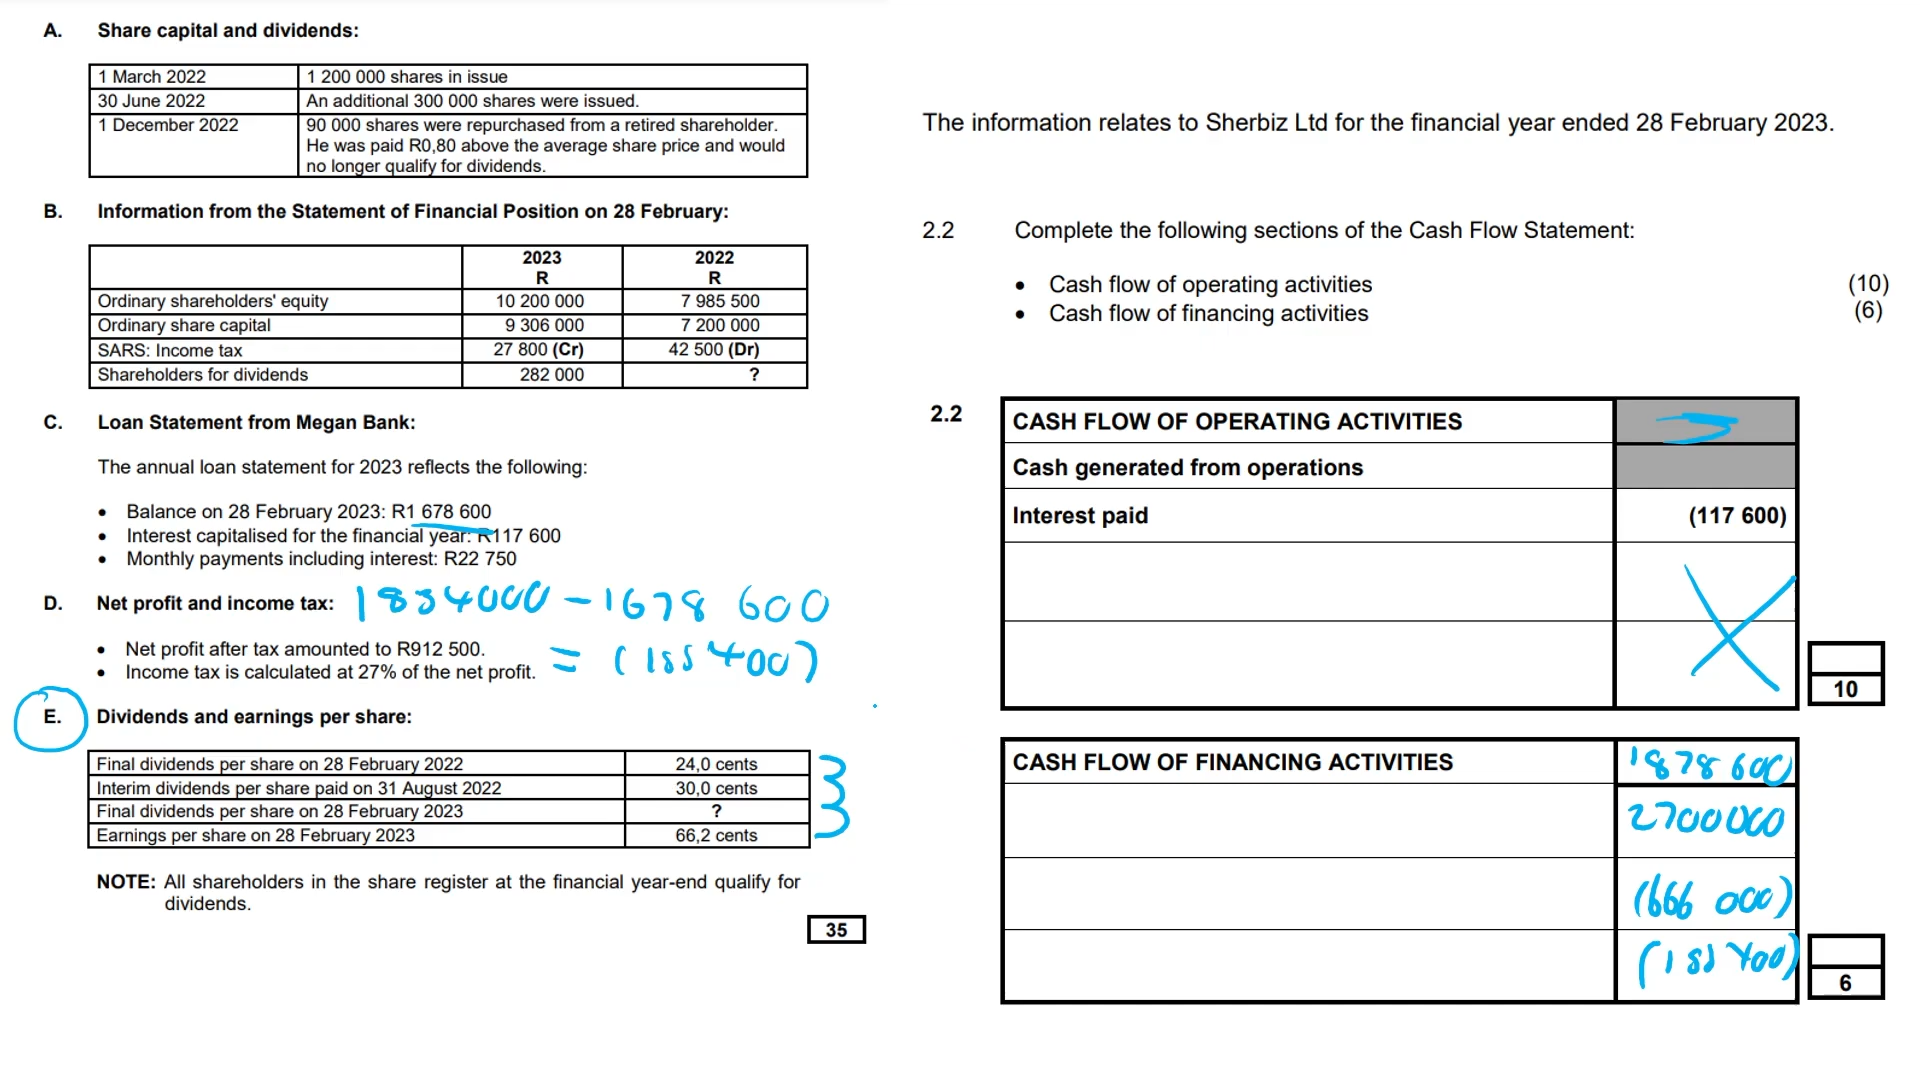 A. Share capital and dividends:
1 March 2022 1 200 000 shares in issue
30 June 2022 An additional 300 000 shares were issued.
1 December 2022 90 000 shares were repurchased from a retired shareholder.
He was paid R0,80 above the average share price and would
no longer qualify for dividends.
B. Information from the Statement of Financial Position on 28 February:
2023 2022
R R
Ordinary shareholders' equity 10 200 000 7 985 500
Ordinary share capital 9 306 000 7 200 000
SARS: Income tax 27 800 (Cr) 42 500 (Dr)
Shareholders for dividends 282 000 ?
C. Loan Statement from Megan Bank:
The annual loan statement for 2023 reflects the following:
• Balance on 28 February 2023: R1 678 600
• Interest capitalised for the financial year: R117 600
• Monthly payments including interest: R22 750
D. Net profit and income tax: 1834000 - 1678 600
• Net profit after tax amounted to R912 500. = (155 400)
• Income tax is calculated at 27% of the net profit.
E. Dividends and earnings per share:
Final dividends per share on 28 February 2022 24,0 cents
Interim dividends per share paid on 31 August 2022 30,0 cents
Final dividends per share on 28 February 2023 ?
Earnings per share on 28 February 2023 66,2 cents
NOTE: All shareholders in the share register at the financial year-end qualify for
dividends.
35
The information relates to Sherbiz Ltd for the financial year ended 28 February 2023.
2.2 Complete the following sections of the Cash Flow Statement:
• Cash flow of operating activities (10)
• Cash flow of financing activities (6)
2.2 CASH FLOW OF OPERATING ACTIVITIES
Cash generated from operations
Interest paid (117 600)
10
CASH FLOW OF FINANCING ACTIVITIES 1878 600
2700 000
(666 000)
(155 400)
6